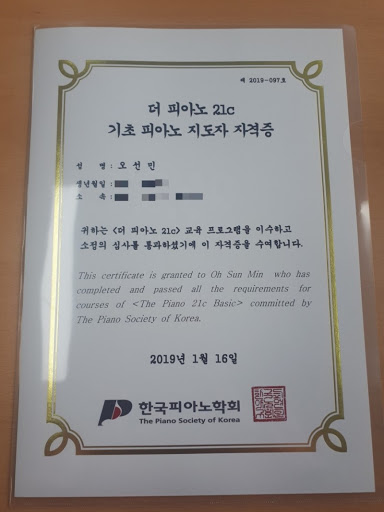 제 2019-097호
더 피아노 21c
기초 피아노 지도자 자격증
성 명 : 오 선 민
생년월일 :
소 속 :
귀하는 <더 피아노 21c> 교육 프로그램을 이수하고
소정의 심사를 통과하셨기에 이 자격증을 수여합니다.
This certificate is granted to Oh Sun Min who has
completed and passed all the requirements for
courses of <The Piano 21c Basic> committed by
The Piano Society of Korea.
2019년 1월 16일
한국피아노학회
The Piano Society of Korea